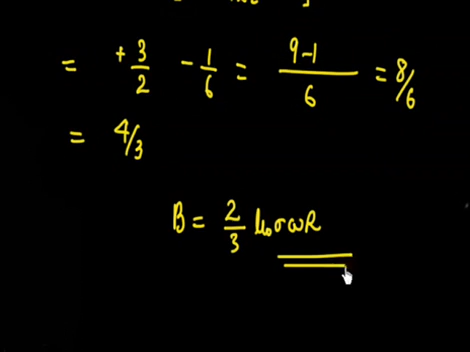 = + 3/2 - 1/6 = (9-1)/6 = 8/6
= 4/3
B = 2/3 μ₀σωR